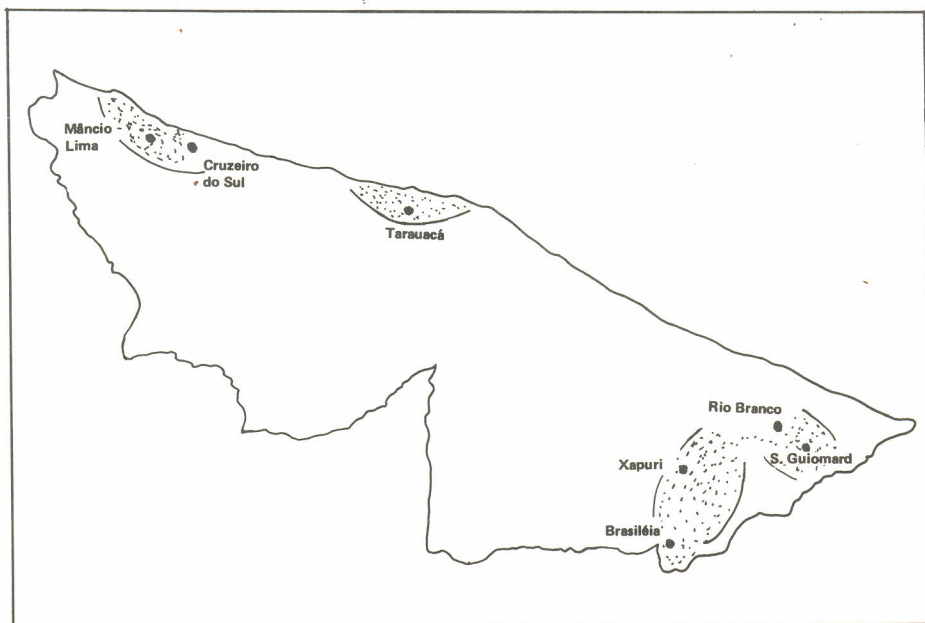 Mâncio
Lima
Cruzeiro
do Sul
Tarauacá
Rio Branco
Xapuri
S. Guiomard
Brasiléia